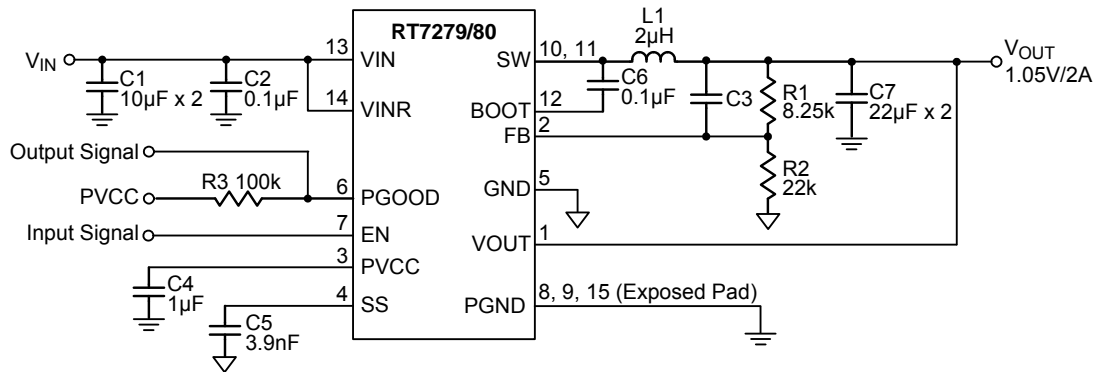 RT7279/80
L1
2µH
VIN
13
VIN
SW
10, 11
VOUT
1.05V/2A
C1
10µF x 2
C2
0.1µF
C6
0.1µF
C3
R1
8.25k
C7
22µF x 2
14
VINR
BOOT
12
FB
2
Output Signal
R2
22k
PVCC
R3 100k
6
PGOOD
GND
5
Input Signal
7
EN
VOUT
1
3
PVCC
C4
1µF
4
SS
PGND
8, 9, 15 (Exposed Pad)
C5
3.9nF